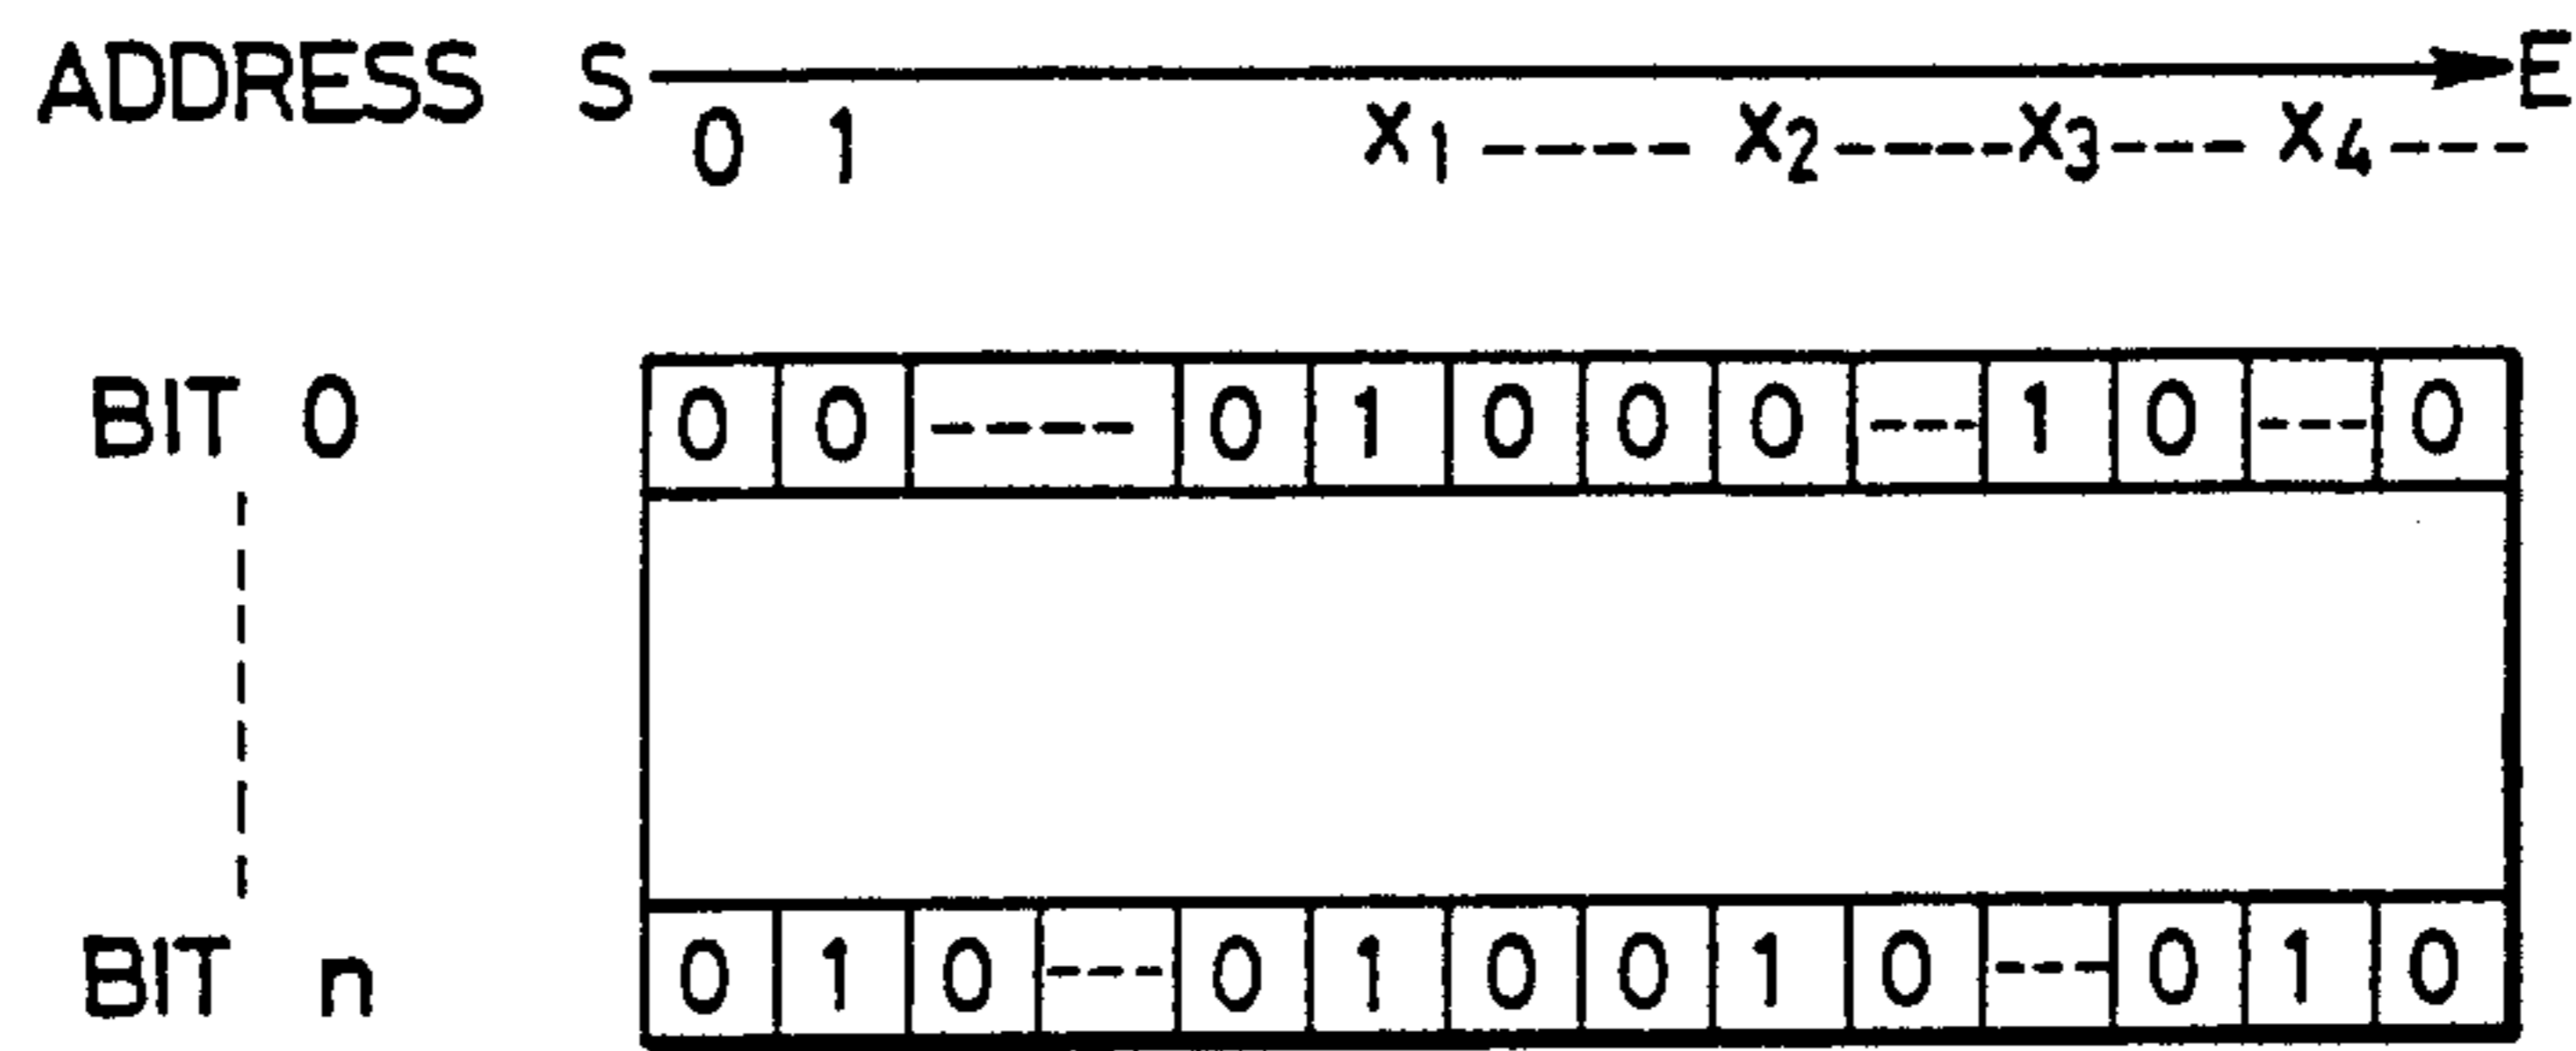 ADDRESS S E
0 1 X1 ---- X2 ----- X3 ---- X4 ----
BIT 0 0 0 ---- 0 1 0 0 0 --- 1 0 --- 0
BIT n 0 1 0 --- 0 1 0 0 1 0 --- 0 1 0